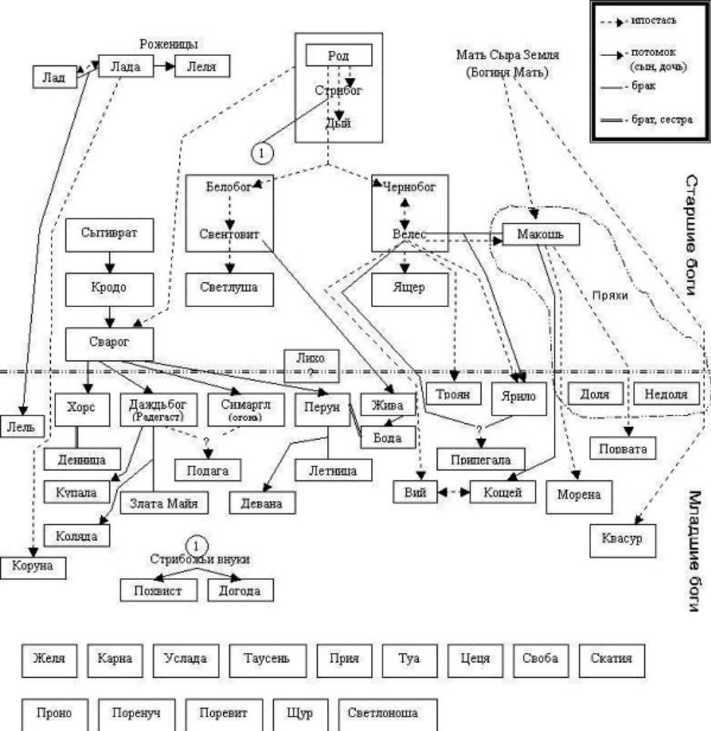 Роженицы
Лад
Лада
Леля
Род
Стрибог
Дый
1
Мать Сыра Земля
(Богиня Мать)
- ипостась
- потомок
(сын, дочь)
- брак
- брат, сестра
Белобог
Свентовит
Светлуша
Чернобог
Велес
Ящер
Макошь
Пряхи
Старшие боги
Сытиврат
Кродо
Сварог
Лихо
?
Лель
Хорс
Денница
Даждьбог
(Радегаст)
Симаргл
(огонь)
Перун
Жива
Бода
Троян
Ярило
Доля
Недоля
?
Подага
Летница
?
Припегала
Порвата
Купала
Злата Майя
Девана
Вий
Кощей
Морена
Коляда
Квасур
Коруна
1
Стрибожьи внуки
Похвист
Догода
Младшие боги
Желя
Карна
Услада
Таусень
Прия
Туа
Цеця
Своба
Скатия
Проно
Поренуч
Поревит
Щур
Светлоноша